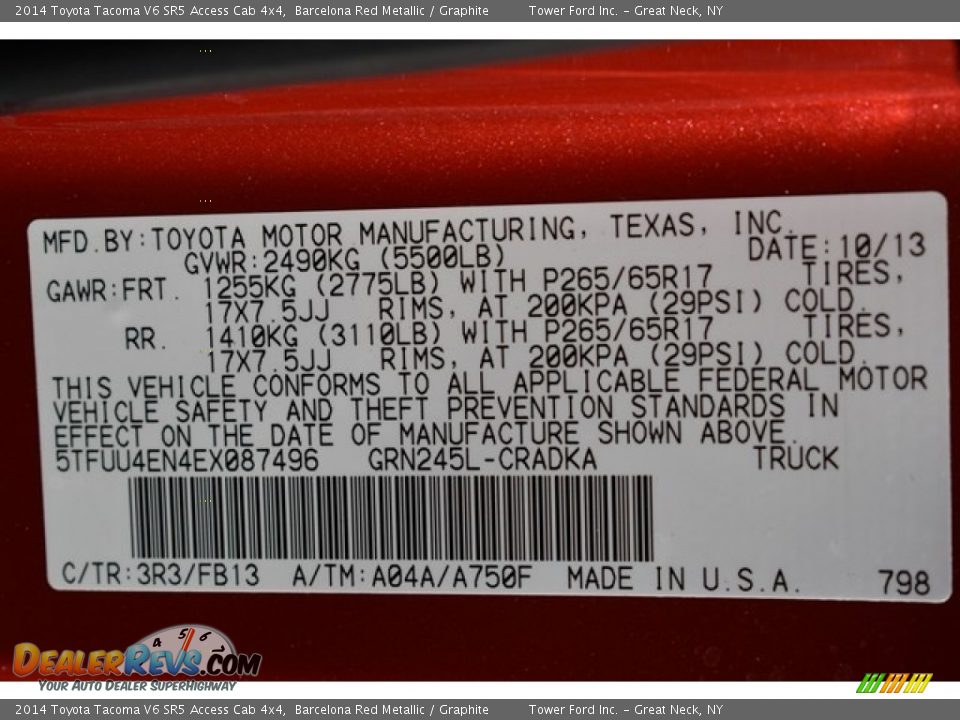 2014 Toyota Tacoma V6 SR5 Access Cab 4x4, Barcelona Red Metallic / Graphite Tower Ford Inc. - Great Neck, NY
MFD.BY:TOYOTA MOTOR MANUFACTURING, TEXAS, INC.
GVWR:2490KG (5500LB) DATE:10/13
GAWR:FRT. 1255KG (2775LB) WITH P265/65R17 TIRES,
17X7.5JJ RIMS, AT 200KPA (29PSI) COLD.
RR. 1410KG (3110LB) WITH P265/65R17 TIRES,
17X7.5JJ RIMS, AT 200KPA (29PSI) COLD.
THIS VEHICLE CONFORMS TO ALL APPLICABLE FEDERAL MOTOR
VEHICLE SAFETY AND THEFT PREVENTION STANDARDS IN
EFFECT ON THE DATE OF MANUFACTURE SHOWN ABOVE.
5TFUU4EN4EX087496 GRN245L-CRADKA TRUCK
C/TR:3R3/FB13 A/TM:A04A/A750F MADE IN U.S.A. 798
4 5 6
DEALERREVS.COM
YOUR AUTO DEALER SUPERHIGHWAY
2014 Toyota Tacoma V6 SR5 Access Cab 4x4, Barcelona Red Metallic / Graphite Tower Ford Inc. - Great Neck, NY